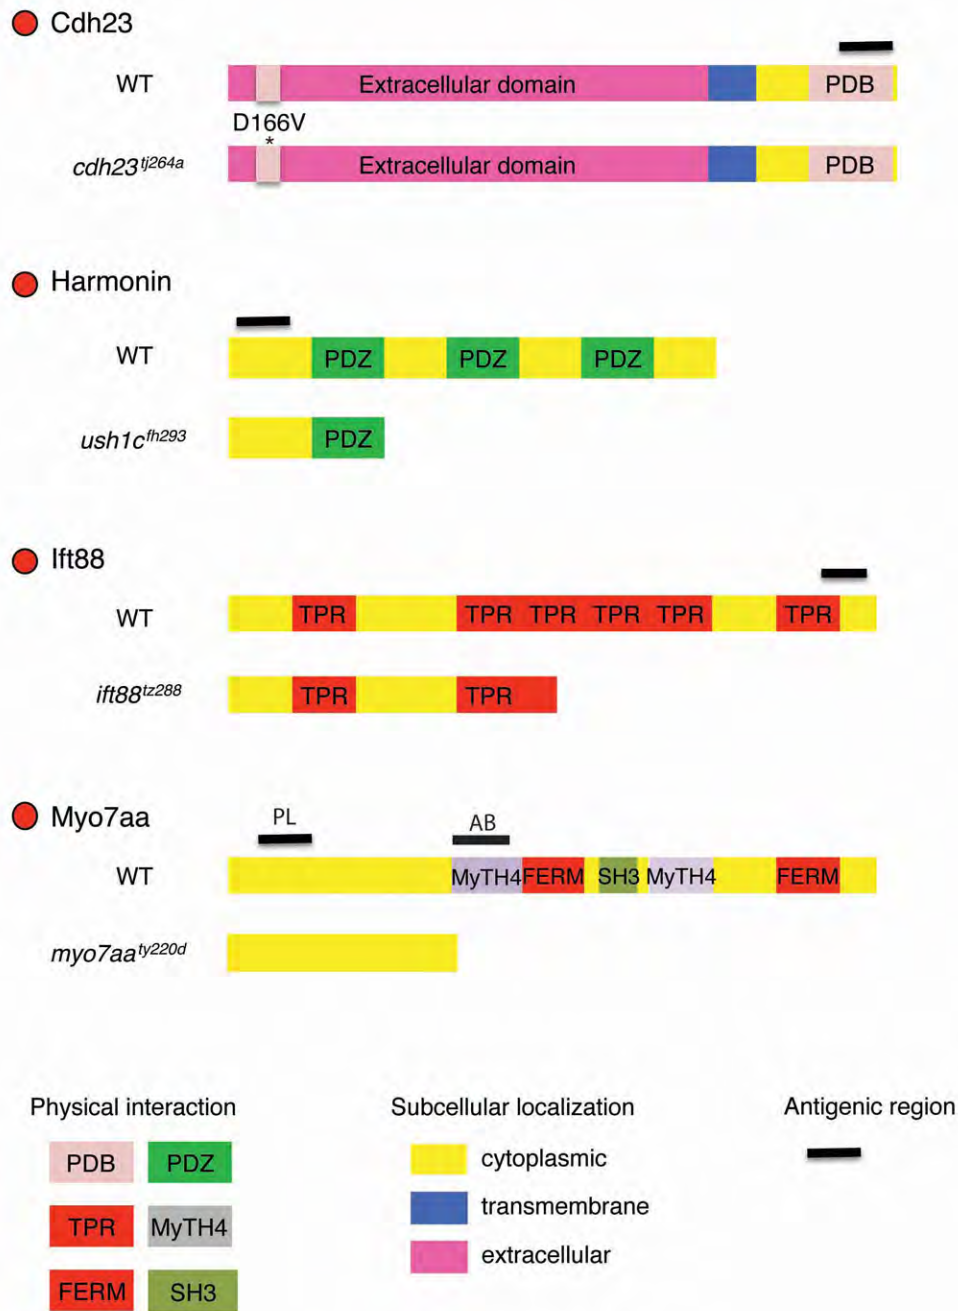 Cdh23
WT
Extracellular domain
PDB
D166V
*
cdh23tj264a
Extracellular domain
PDB
Harmonin
WT
PDZ PDZ PDZ
ush1cfh293
PDZ
Ift88
WT
TPR TPR TPR TPR TPR TPR
ift88tz288
TPR TPR
Myo7aa
PL AB
WT
MyTH4 FERM SH3 MyTH4 FERM
myo7aaty220d
Physical interaction
PDB PDZ
TPR MyTH4
FERM SH3
Subcellular localization
cytoplasmic
transmembrane
extracellular
Antigenic region